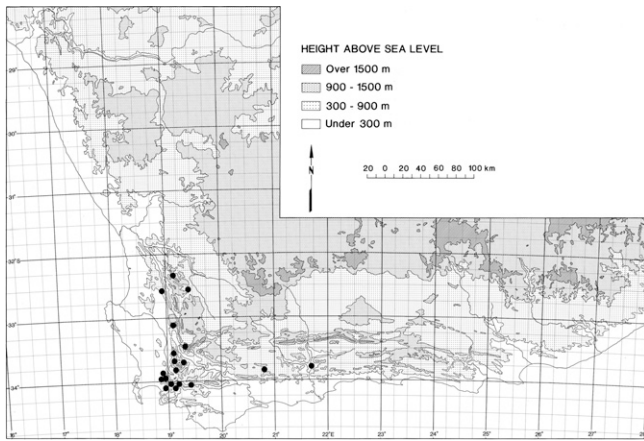 HEIGHT ABOVE SEA LEVEL
Over 1500 m
900 - 1500 m
300 - 900 m
Under 300 m
N
20 0 20 40 60 80 100 km
29°
30°
31°
32°S
33°
34°
17°
19°
20°
21°
22°
23°
24°
25°
26°
27°